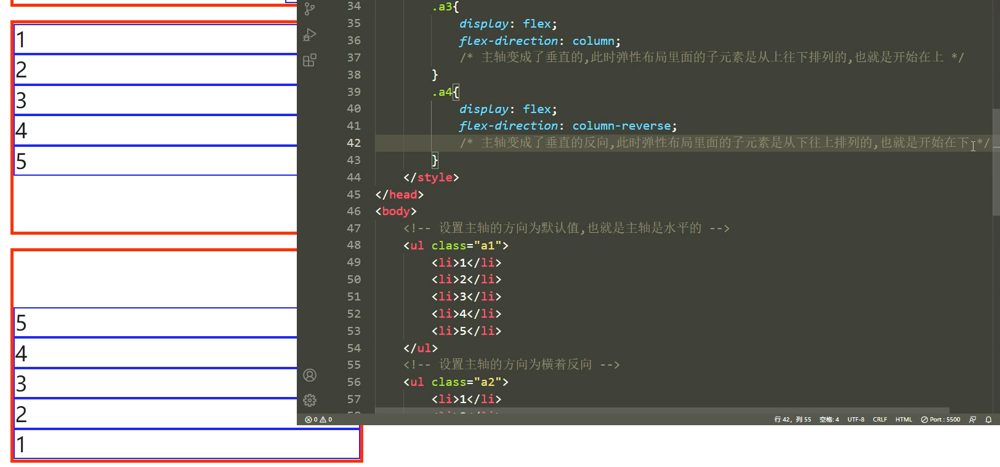 1
2
3
4
5
5
4
3
2
1
34 .a3{
35 display: flex;
36 flex-direction: column;
37 /* 主轴变成了垂直的,此时弹性布局里面的子元素是从上往下排列的,也就是开始在上 */
38 }
39 .a4{
40 display: flex;
41 flex-direction: column-reverse;
42 /* 主轴变成了垂直的反向,此时弹性布局里面的子元素是从下往上排列的,也就是开始在下 */
43 }
44 </style>
45 </head>
46 <body>
47 <!-- 设置主轴的方向为默认值,也就是主轴是水平的 -->
48 <ul class="a1">
49 <li>1</li>
50 <li>2</li>
51 <li>3</li>
52 <li>4</li>
53 <li>5</li>
54 </ul>
55 <!-- 设置主轴的方向为横着反向 -->
56 <ul class="a2">
57 <li>1</li>
0 0 行 42，列 55 空格: 4 UTF-8 CRLF HTML Port : 5500